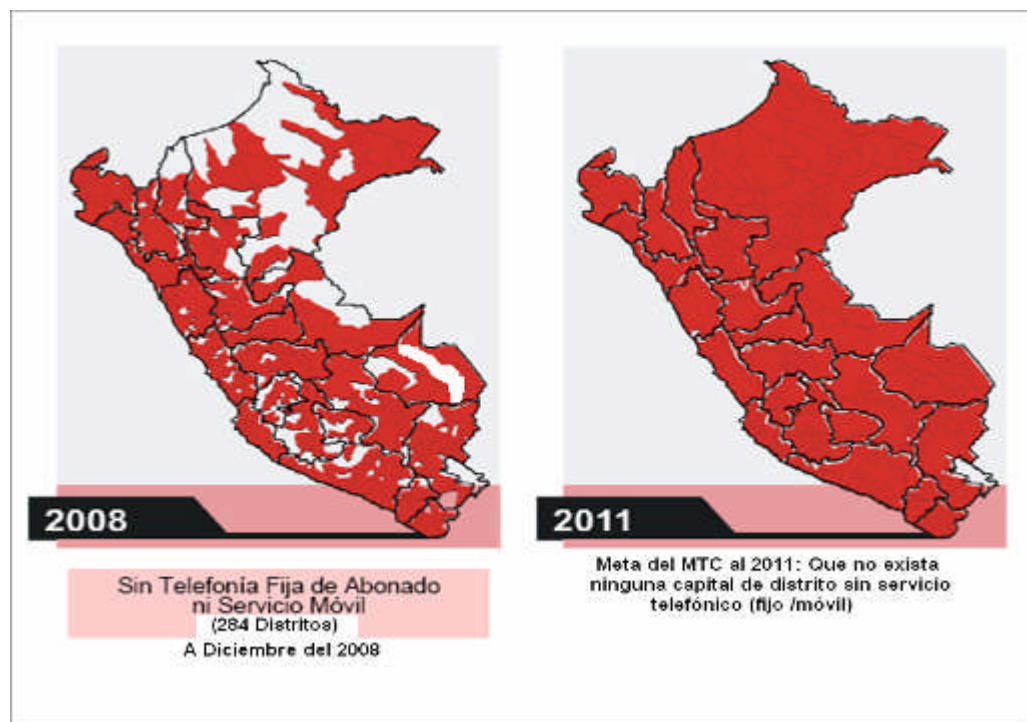 2008
Sin Telefonía Fija de Abonado
ni Servicio Móvil
(284 Distritos)
A Diciembre del 2008
2011
Meta del MTC al 2011: Que no exista
ninguna capital de distrito sin servicio
telefónico (fijo /móvil)